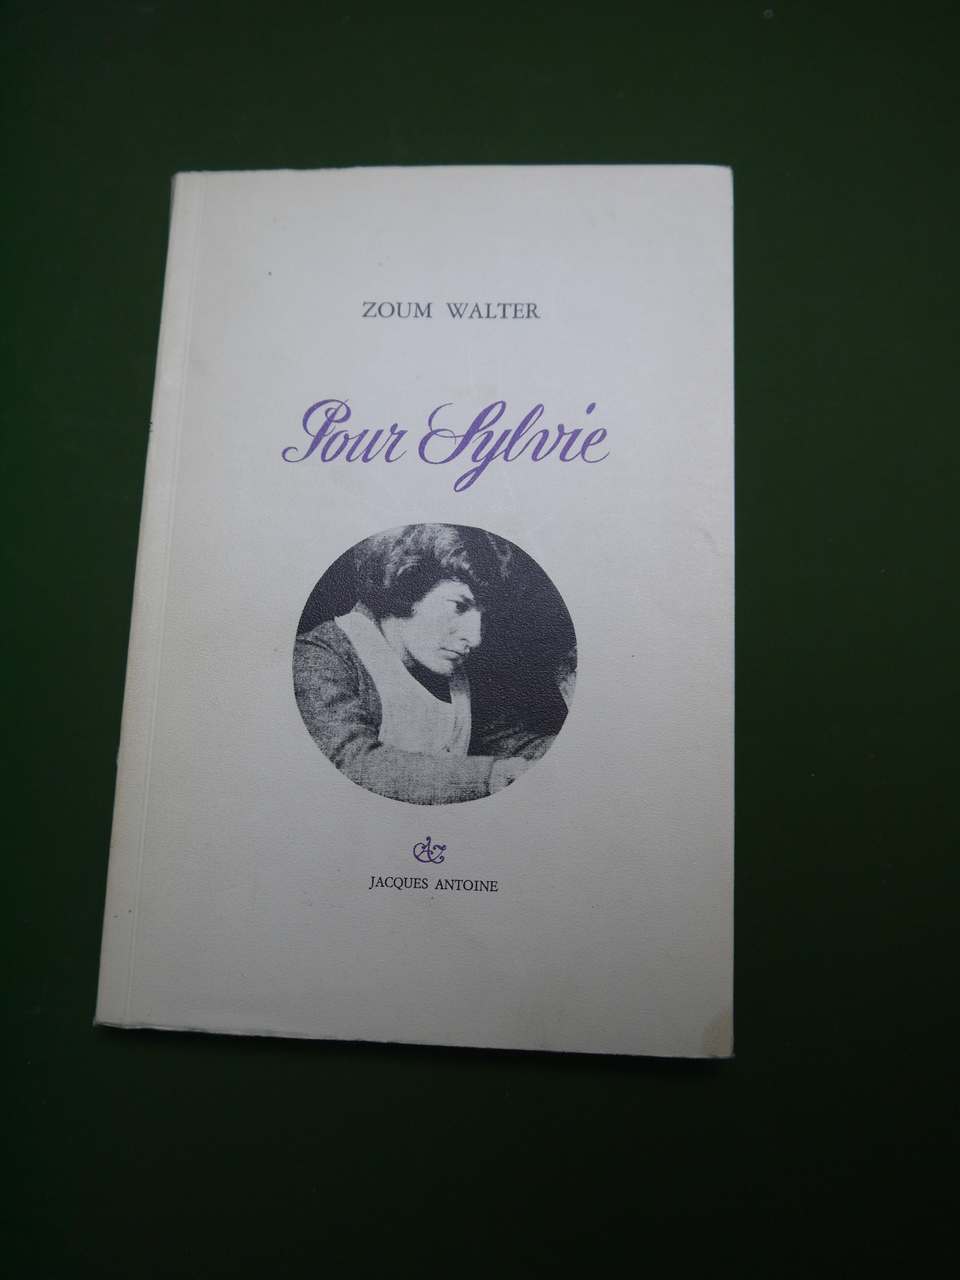 ZOUM WALTER
Pour Sylvie
JACQUES ANTOINE